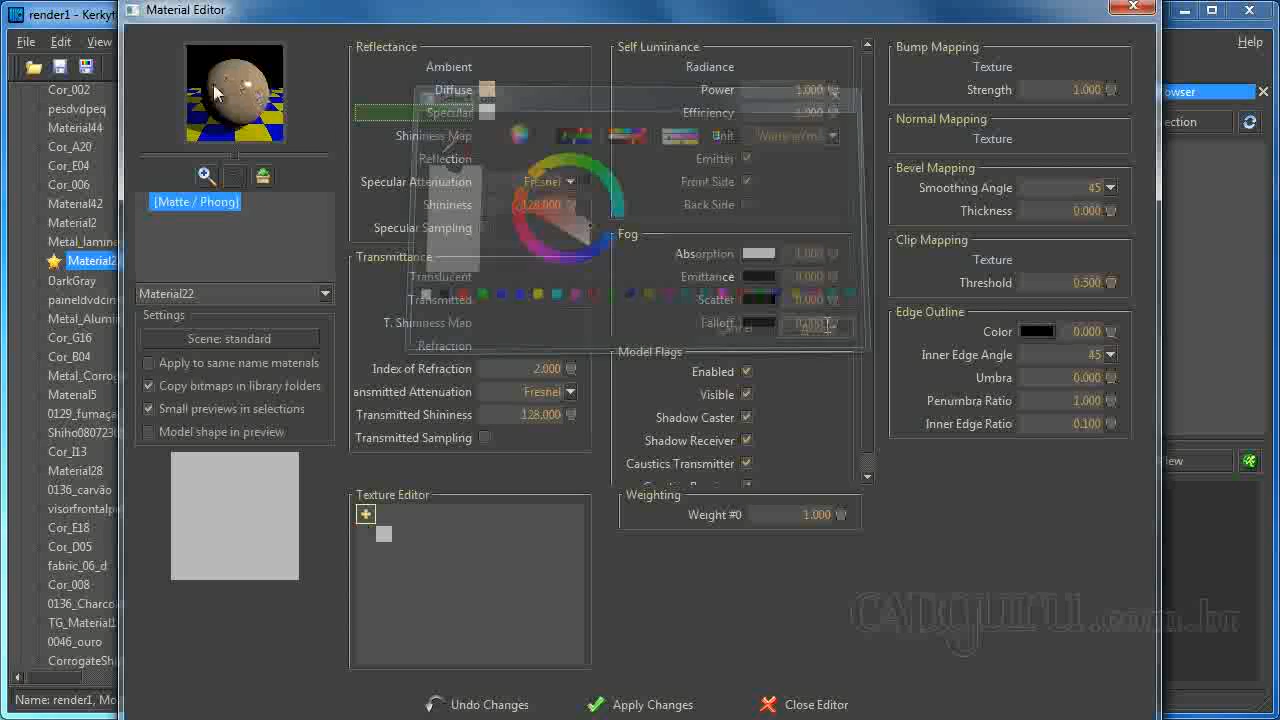 render1 - Kerkyt
Material Editor
File Edit View
Help
Cor_002
pesdvdpeq
Material44
Cor_A20
Cor_E04
Cor_006
Material42
Material2
Metal_lamina
Material2
DarkGray
paneldvdcin
Metal_Alumin
Cor_G16
Cor_B04
Metal_Corrog
Material5
0129_fumaça
Shiho0807230
Cor_I13
Material28
0136_carvão
visorfrontalp
Cor_E18
Cor_D05
fabric_06_d
Cor_008
0136_Charco
TG_Material1
0046_ouro
CorrogateSha
Name: render1, Mo
[Matte / Phong]
Material22
Settings
Scene: standard
Apply to same name materials
Copy bitmaps in library folders
Small previews in selections
Model shape in preview
Reflectance
Ambient
Diffuse
Specular
Shininess Map
Reflection
Specular Attenuation Fresnel
Shininess 128.000
Specular Sampling
Transmittance
Translucent
Transmitted
T. Shininess Map
Refraction
Index of Refraction 2.000
ansmitted Attenuation Fresnel
Transmitted Shininess 128.000
Transmitted Sampling
Texture Editor
Self Luminance
Radiance
Power 1.000
Efficiency 1.000
Unit
Emitter
Front Side
Back Side
Fog
Absorption 1.000
Emittance 0.000
Scatter 0.000
Falloff
Model Flags
Enabled
Visible
Shadow Caster
Shadow Receiver
Caustics Transmitter
Weighting
Weight #0 1.000
Bump Mapping
Texture
Strength 1.000
Normal Mapping
Texture
Bevel Mapping
Smoothing Angle 45
Thickness 0.000
Clip Mapping
Texture
Threshold 0.300
Edge Outline
Color 0.000
Inner Edge Angle 45
Umbra 0.000
Penumbra Ratio 1.000
Inner Edge Ratio 0.100
owser
ection
iew
Undo Changes Apply Changes Close Editor
CADguru.com.br